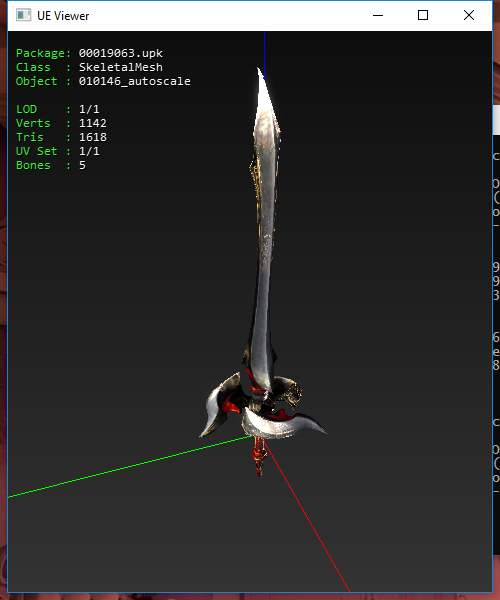 UE Viewer
Package: 00019063.upk
Class  : SkeletalMesh
Object : 010146_autoscale
LOD    : 1/1
Verts  : 1142
Tris   : 1618
UV Set : 1/1
Bones  : 5